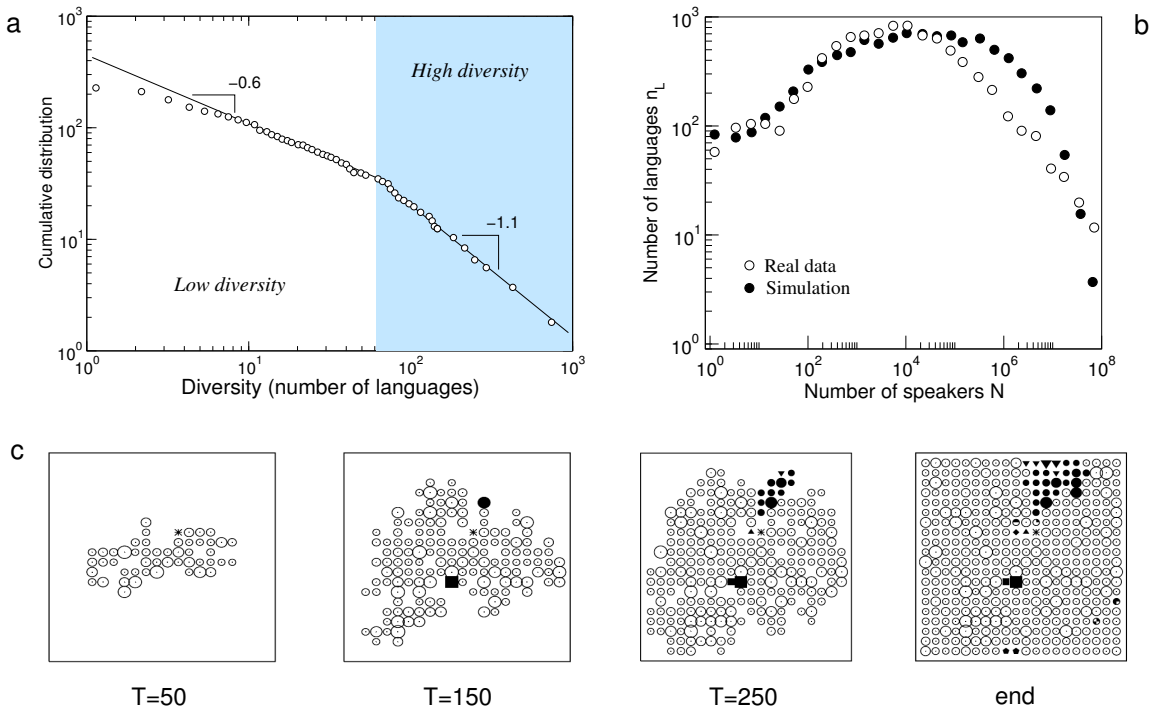 a
Cumulative distribution
10^3
10^2
10^1
10^0
10^0
10^1
10^2
10^3
Diversity (number of languages)
−0.6
−1.1
High diversity
Low diversity
b
Number of languages n_L
10^3
10^2
10^1
10^0
10^0
10^2
10^4
10^6
10^8
Number of speakers N
Real data
Simulation
c
T=50
T=150
T=250
end